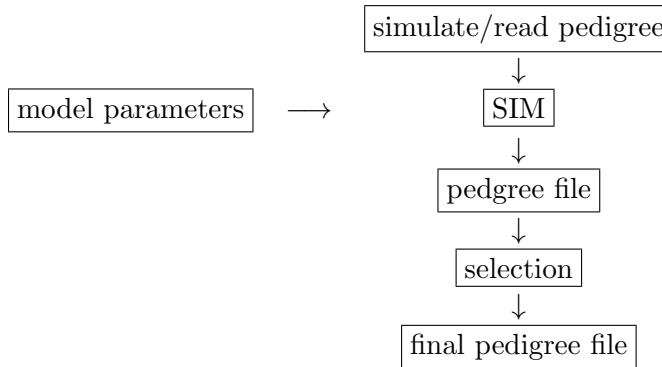 simulate/read pedigree
model parameters
SIM
pedgree file
selection
final pedigree file